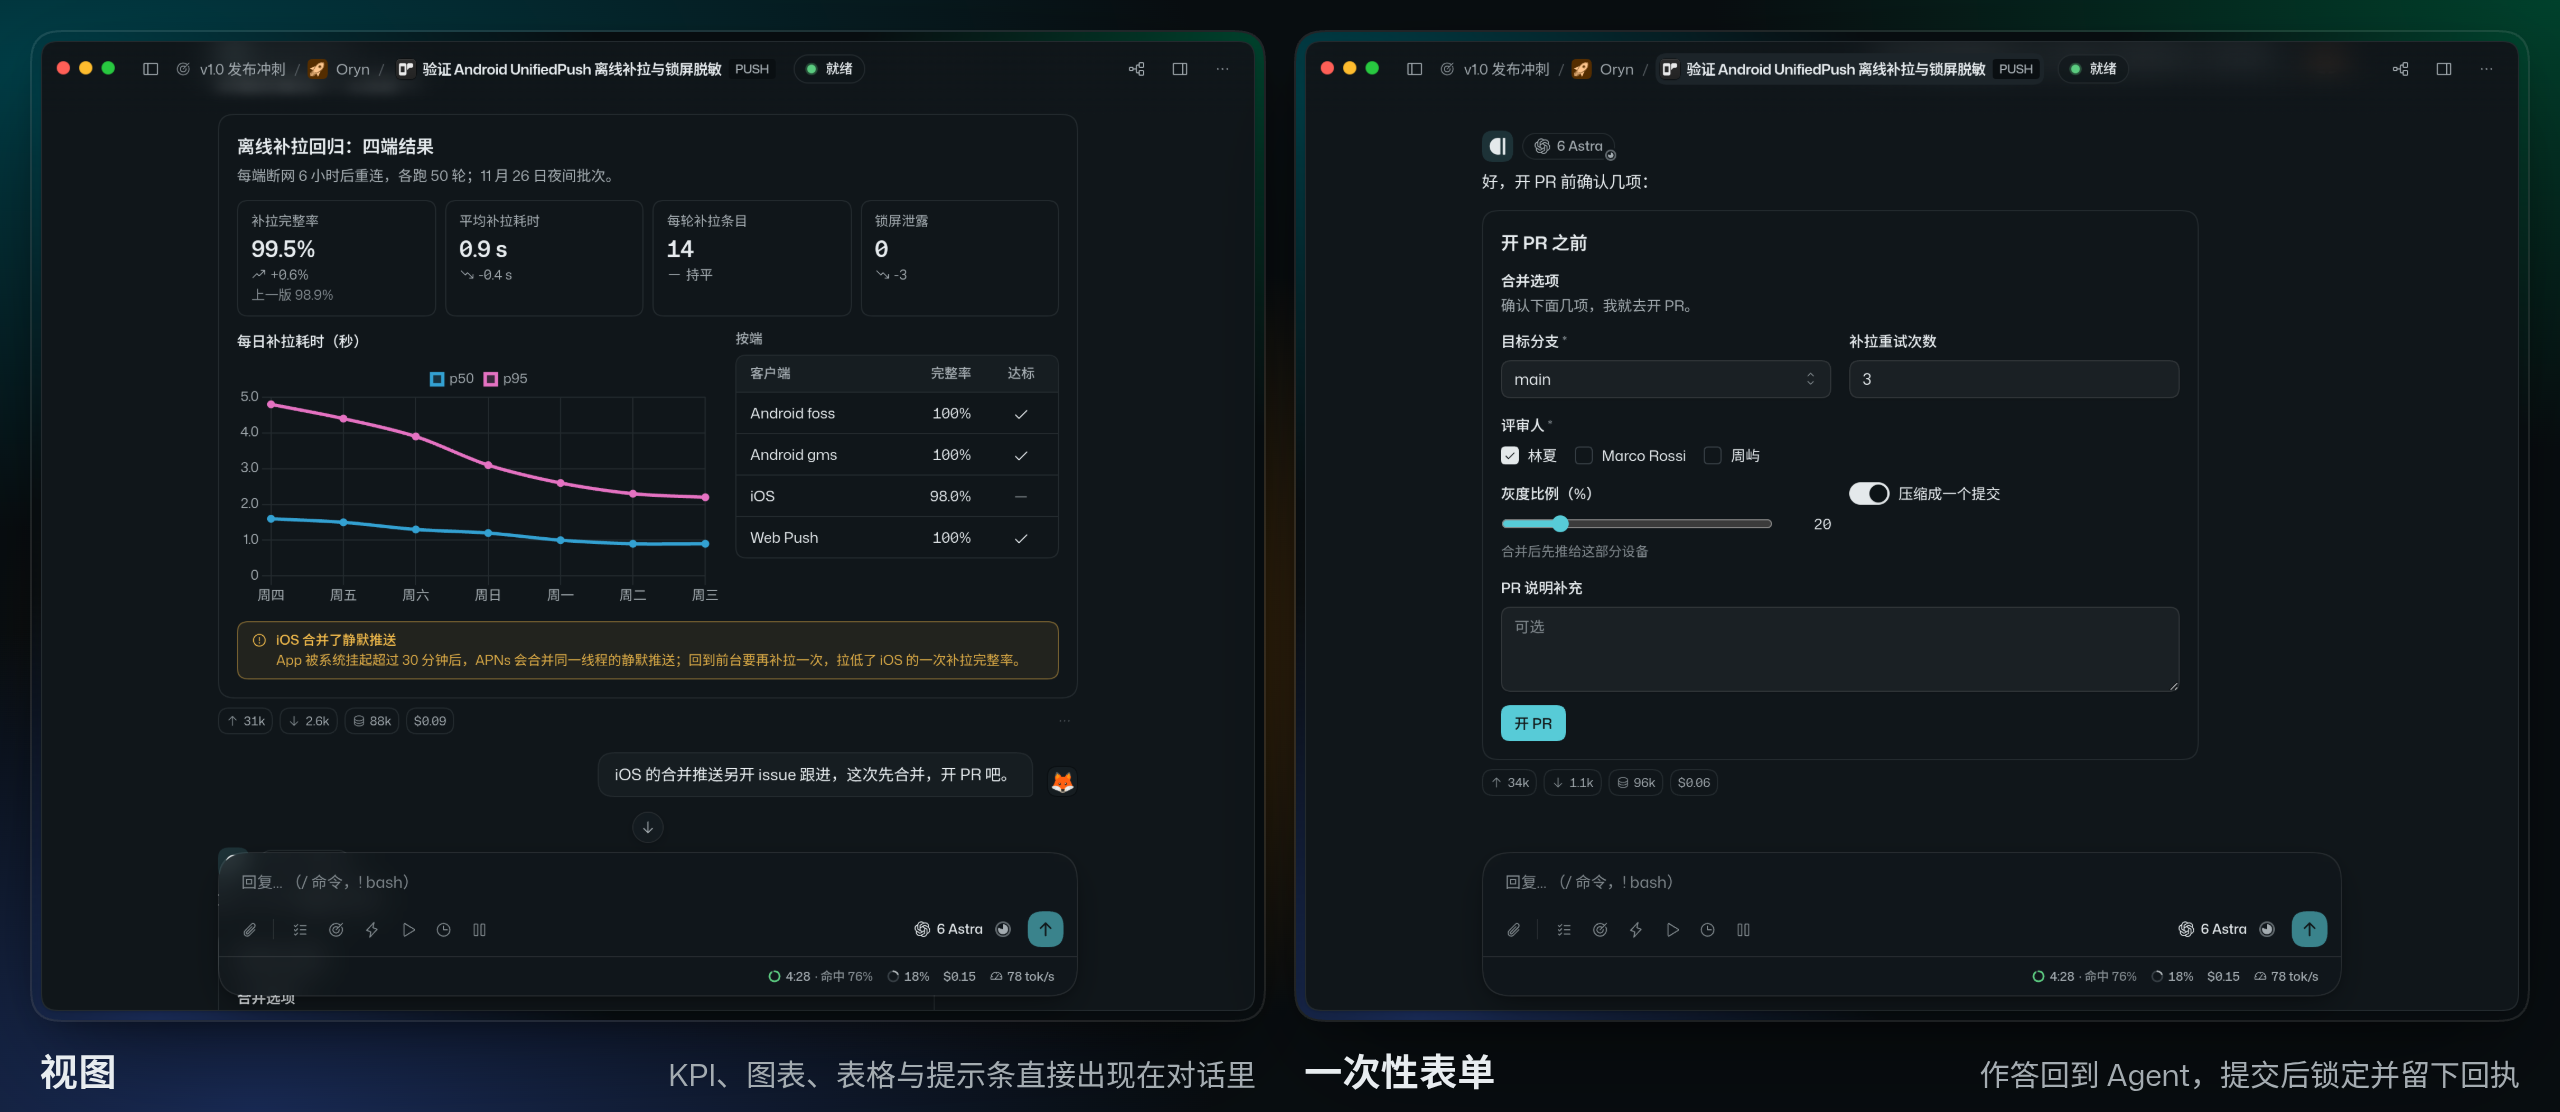 v1.0 发布冲刺 / Oryn / 验证 Android UnifiedPush 离线补拉与锁屏脱敏 PUSH 就绪
离线补拉回归：四端结果
每端断网 6 小时后重连，各跑 50 轮；11 月 26 日夜间批次。
补拉完整率
99.5%
+0.6%
上一版 98.9%
平均补拉耗时
0.9 s
-0.4 s
每轮补拉条目
14
持平
锁屏泄露
0
-3
每日补拉耗时（秒）
p50 p95
5.0
4.0
3.0
2.0
1.0
0
周四 周五 周六 周日 周一 周二 周三
按端
客户端 完整率 达标
Android foss 100%
Android gms 100%
iOS 98.0% —
Web Push 100%
iOS 合并了静默推送
App 被系统挂起超过 30 分钟后，APNs 会合并同一线程的静默推送；回到前台要再补拉一次，拉低了 iOS 的一次补拉完整率。
31k 2.6k 88k $0.09
iOS 的合并推送另开 issue 跟进，这次先合并，开 PR 吧。
回复... （/ 命令，! bash）
6 Astra
4:28 · 命中 76% 18% $0.15 78 tok/s
合并选项
视图
KPI、图表、表格与提示条直接出现在对话里
v1.0 发布冲刺 / Oryn / 验证 Android UnifiedPush 离线补拉与锁屏脱敏 PUSH 就绪
6 Astra
好，开 PR 前确认几项：
开 PR 之前
合并选项
确认下面几项，我就去开 PR。
目标分支 *
main
补拉重试次数
3
评审人 *
林夏 Marco Rossi 周屿
灰度比例（%）
20
合并后先推给这部分设备
压缩成一个提交
PR 说明补充
可选
开 PR
34k 1.1k 96k $0.06
回复... （/ 命令，! bash）
6 Astra
4:28 · 命中 76% 18% $0.15 78 tok/s
一次性表单
作答回到 Agent，提交后锁定并留下回执